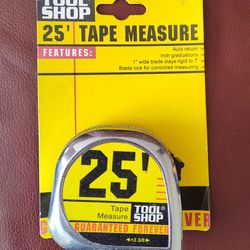 TOOL
SHOP
25' TAPE MEASURE
FEATURES:
Auto return
Inch graduations
1" wide blade stays rigid to 7'
Blade lock for controlled measuring
25'
Tape
Measure
TOOL
SHOP
GUARANTEED FOREVER